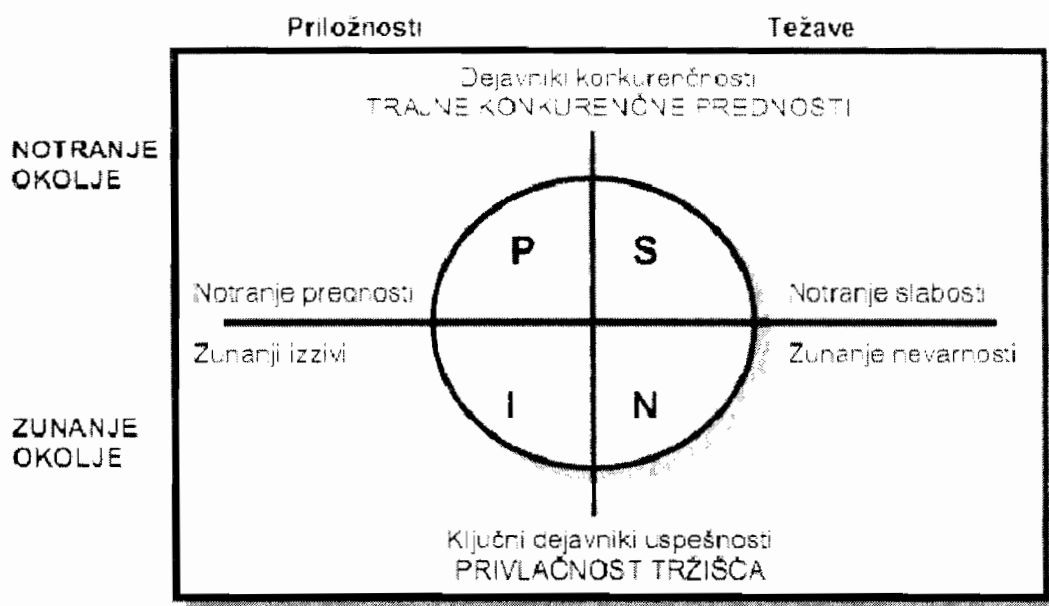 Priložnosti Težave
Dejavniki konkurenčnosti
TRAJNE KONKURENČNE PREDNOSTI
NOTRANJE
OKOLJE
P S
Notranje prednosti Notranje slabosti
Zunanji izzivi Zunanje nevarnosti
I N
ZUNANJE
OKOLJE
Ključni dejavniki uspešnosti
PRIVLAČNOST TRŽIŠČA